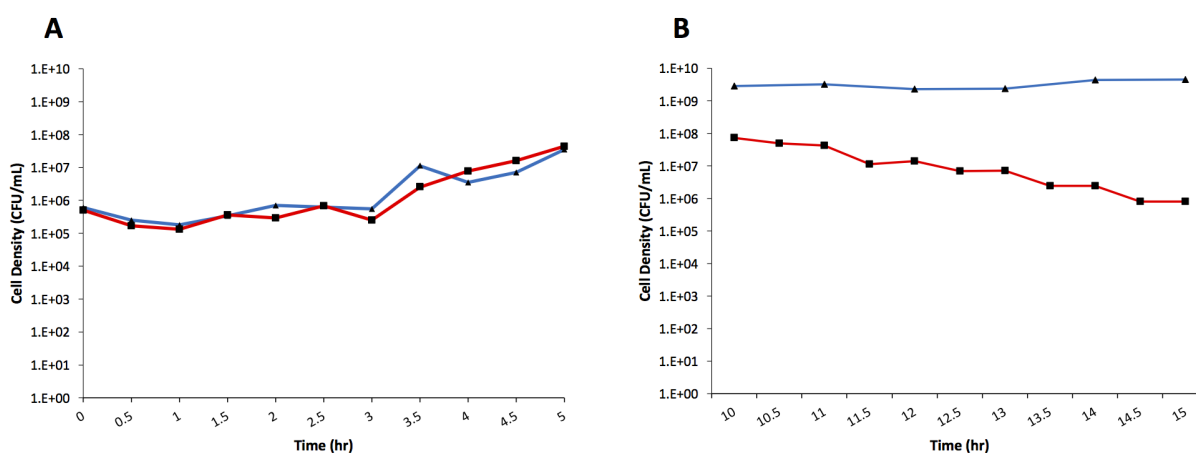 A
1.E+10
1.E+09
1.E+08
1.E+07
1.E+06
1.E+05
1.E+04
1.E+03
1.E+02
1.E+01
1.E+00
Cell Density (CFU/mL)
0 0.5 1 1.5 2 2.5 3 3.5 4 4.5 5
Time (hr)
B
1.E+10
1.E+09
1.E+08
1.E+07
1.E+06
1.E+05
1.E+04
1.E+03
1.E+02
1.E+01
1.E+00
Cell Density (CFU/mL)
10 10.5 11 11.5 12 12.5 13 13.5 14 14.5 15
Time (hr)